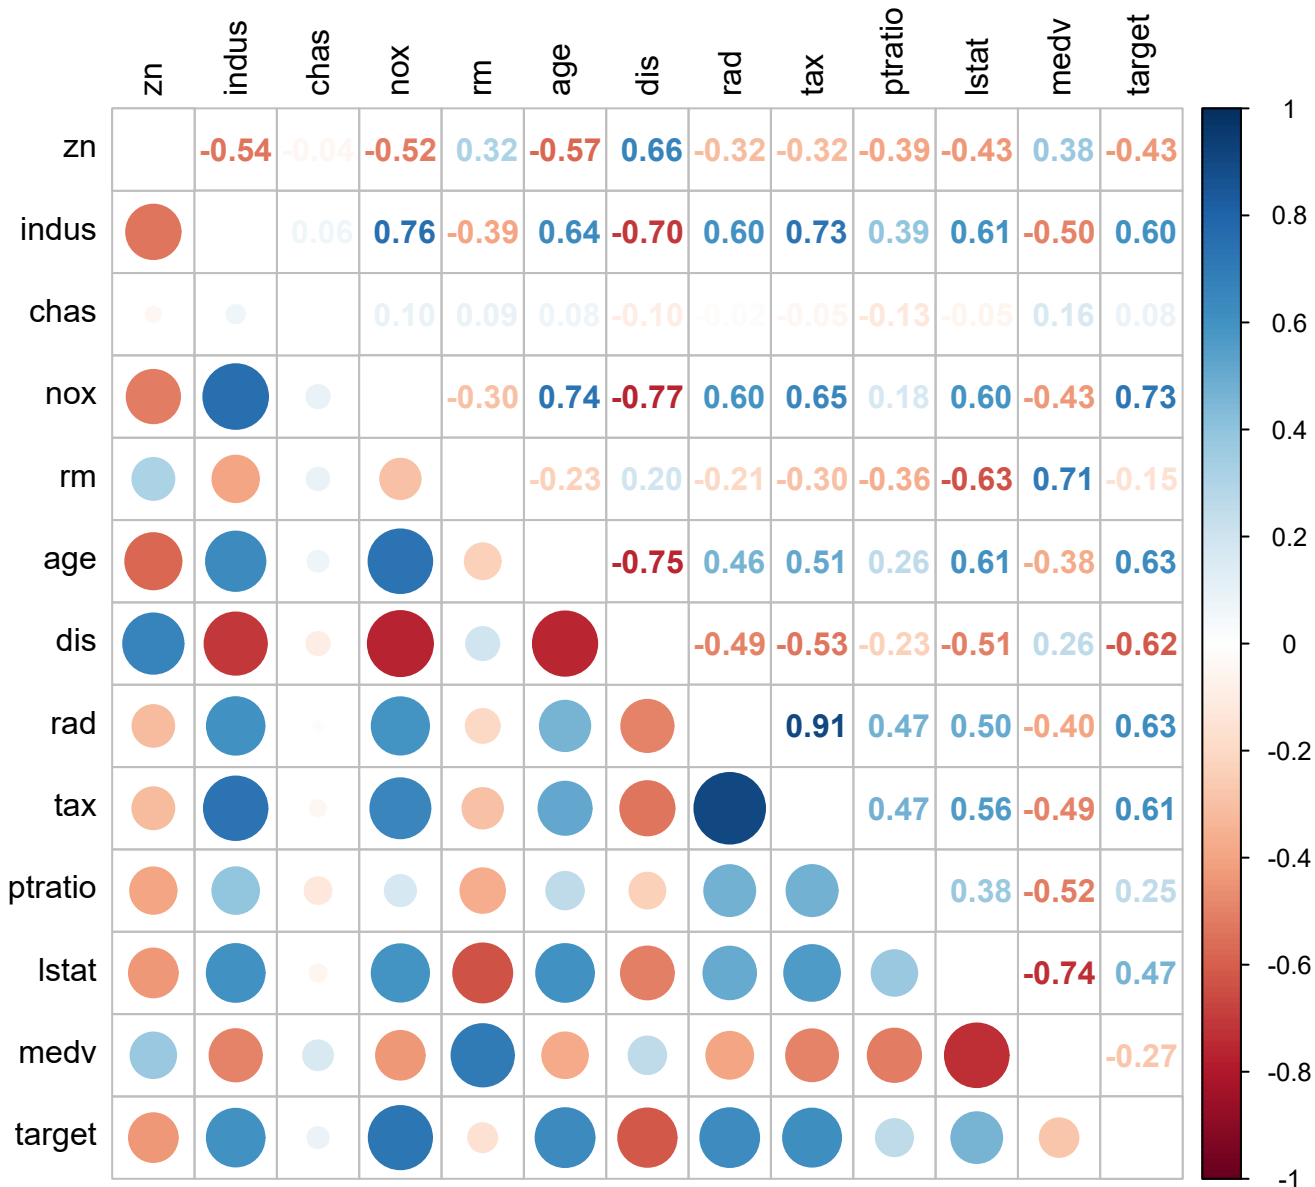 zn indus chas nox rm age dis rad tax ptratio lstat medv target
zn -0.54 -0.04 -0.52 0.32 -0.57 0.66 -0.32 -0.32 -0.39 -0.43 0.38 -0.43
indus 0.06 0.76 -0.39 0.64 -0.70 0.60 0.73 0.39 0.61 -0.50 0.60
chas 0.10 0.09 0.08 -0.10 -0.02 -0.05 -0.13 -0.05 0.16 0.08
nox -0.30 0.74 -0.77 0.60 0.65 0.18 0.60 -0.43 0.73
rm -0.23 0.20 -0.21 -0.30 -0.36 -0.63 0.71 -0.15
age -0.75 0.46 0.51 0.26 0.61 -0.38 0.63
dis -0.49 -0.53 -0.23 -0.51 0.26 -0.62
rad 0.91 0.47 0.50 -0.40 0.63
tax 0.47 0.56 -0.49 0.61
ptratio 0.38 -0.52 0.25
lstat -0.74 0.47
medv -0.27
target
1
0.8
0.6
0.4
0.2
0
-0.2
-0.4
-0.6
-0.8
-1